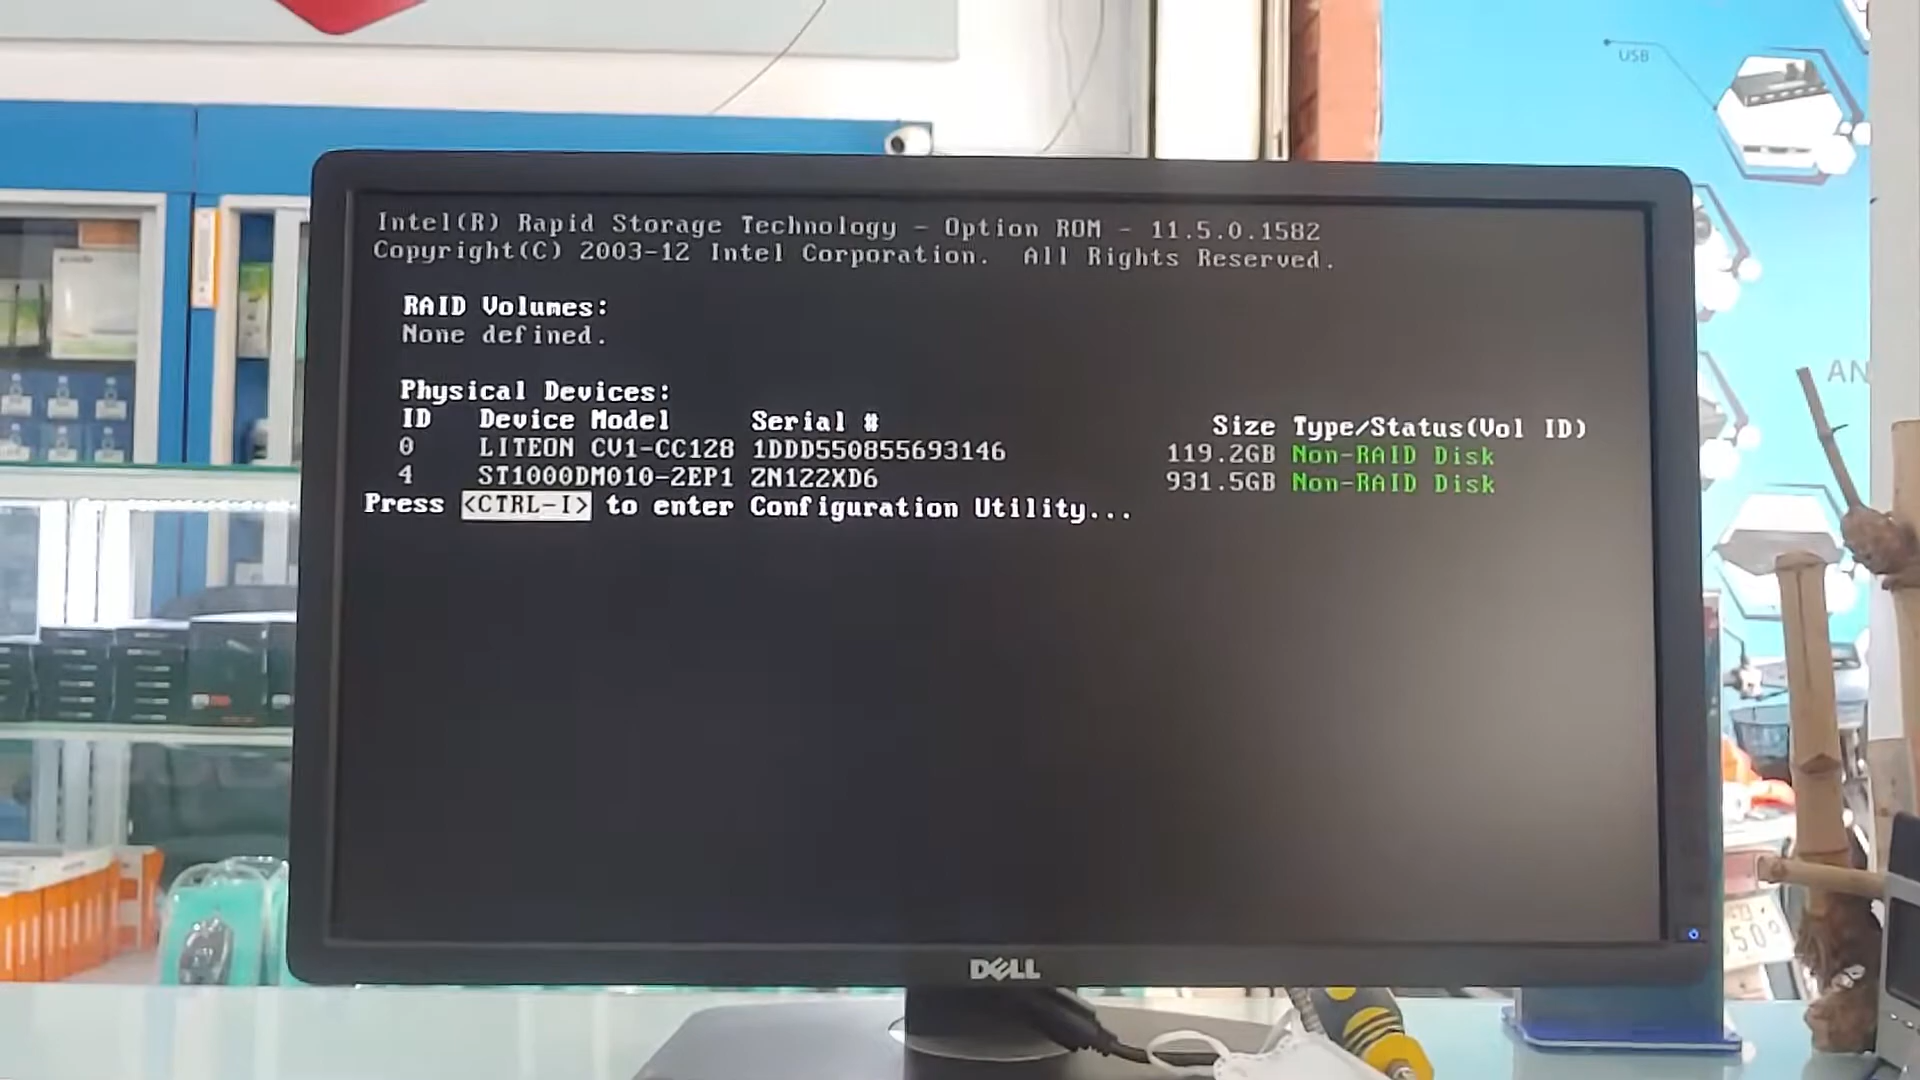 USB
Intel(R) Rapid Storage Technology - Option ROM - 11.5.0.1582
Copyright(C) 2003-12 Intel Corporation. All Rights Reserved.
RAID Volumes:
None defined.
Physical Devices:
ID Device Model Serial # Size Type/Status(Vol ID)
0 LITEON CV1-CC128 1DDD550855693146 119.2GB Non-RAID Disk
4 ST1000DM010-2EP1 ZN122XD6 931.5GB Non-RAID Disk
Press <CTRL-I> to enter Configuration Utility...
AN
DELL